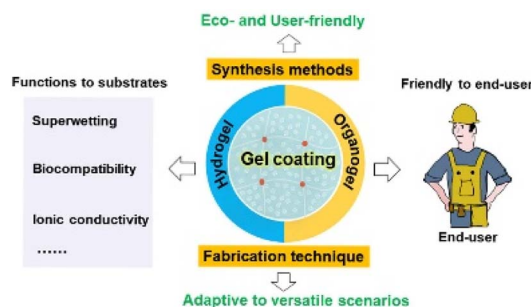 Eco- and User-friendly
Synthesis methods
Functions to substrates
Superwetting
Biocompatibility
Ionic conductivity
......
Hydrogel
Gel coating
Organogel
Friendly to end-user
End-user
Fabrication technique
Adaptive to versatile scenarios